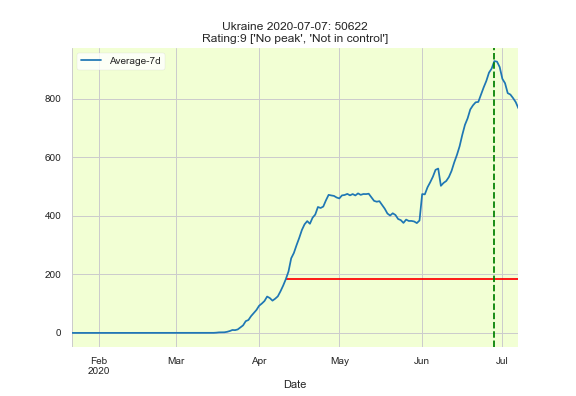 Ukraine 2020-07-07: 50622
Rating:9 ['No peak', 'Not in control']
Average-7d
800
600
400
200
0
Feb Mar Apr May Jun Jul
2020
Date